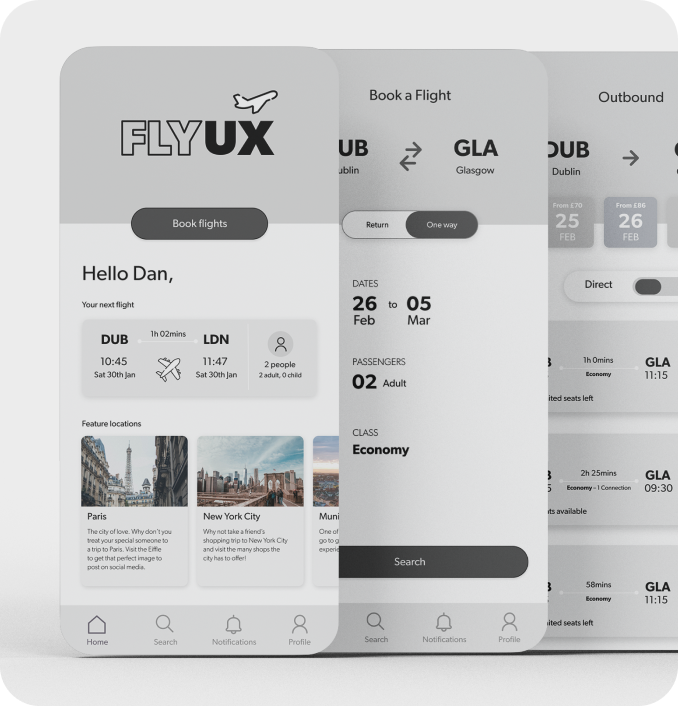 FLYUX
Book flights
Hello Dan,
Your next flight
DUB
1h 02mins
LDN
10:45
11:47
Sat 30th Jan
Sat 30th Jan
2 people
2 adult, 0 child
Feature locations
Paris
The city of love. Why don't you
treat your special someone to
a trip to Paris. Visit the Eiffle
to get that perfect image to
post on social media.
New York City
Why not take a friend's
shopping trip to New York City
and visit the many shops the
city has to offer!
Muni
One of
go to g
experie
Home
Search
Notifications
Profile
Book a Flight
UB
GLA
ublin
Glasgow
Return
One way
DATES
26 to 05
Feb
Mar
PASSENGERS
02 Adult
CLASS
Economy
Search
Search
Notifications
Profile
Outbound
DUB
Dublin
From £70
25
FEB
From £86
26
FEB
Direct
1h 0mins
GLA
Economy
11:15
ited seats left
2h 25mins
GLA
Economy – 1 Connection
09:30
ats available
58mins
GLA
Economy
11:15
ited seats left